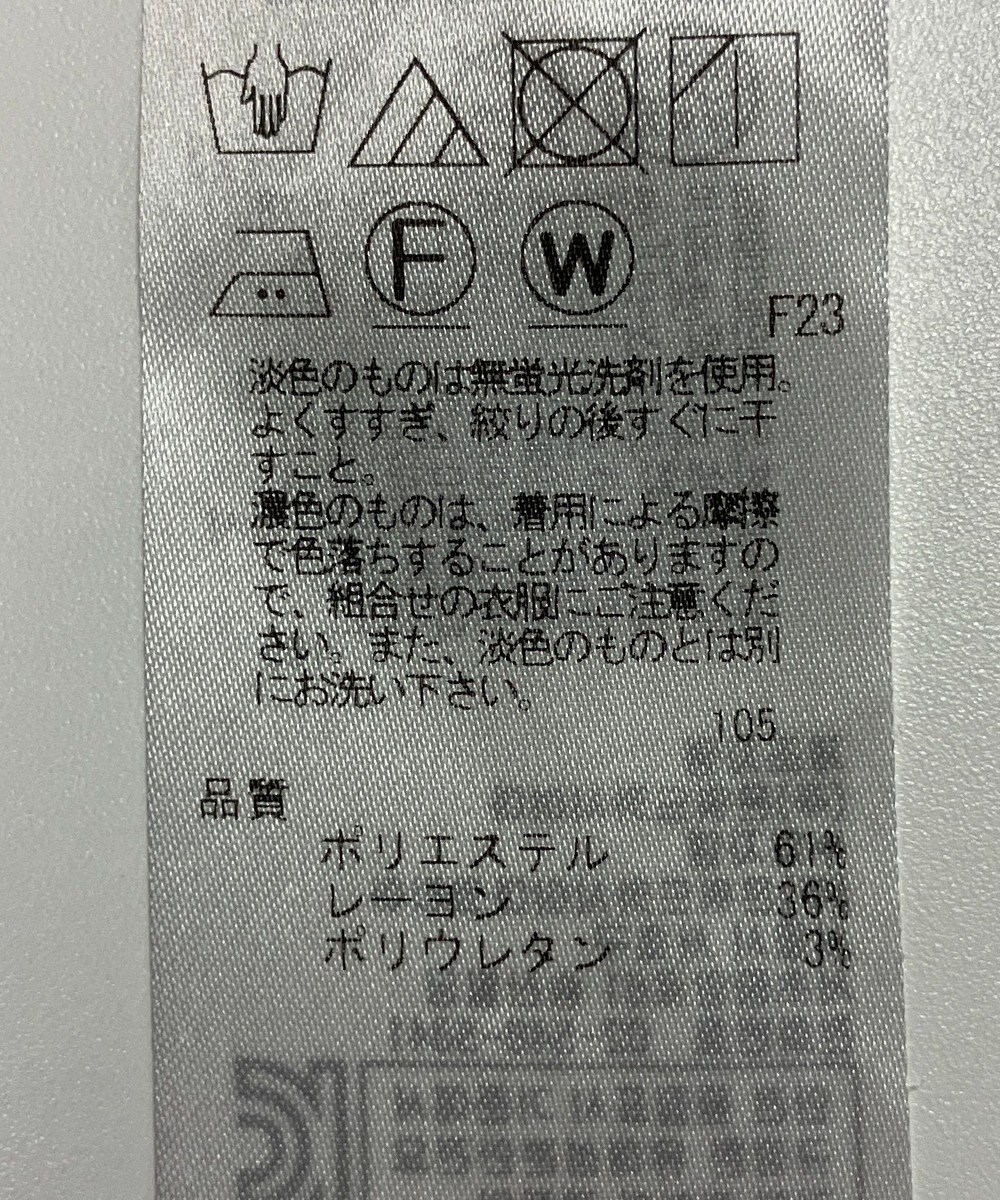 F
W
F23
淡色のものは無蛍光洗剤を使用。
よくすすぎ、絞りの後すぐに干
すこと。
濃色のものは、着用による摩擦
で色落ちすることがありますの
で、組合せの衣服にご注意くだ
さい。また、淡色のものとは別
にお洗い下さい。
105
品質
ポリエステル 61%
レーヨン 36%
ポリウレタン 3%